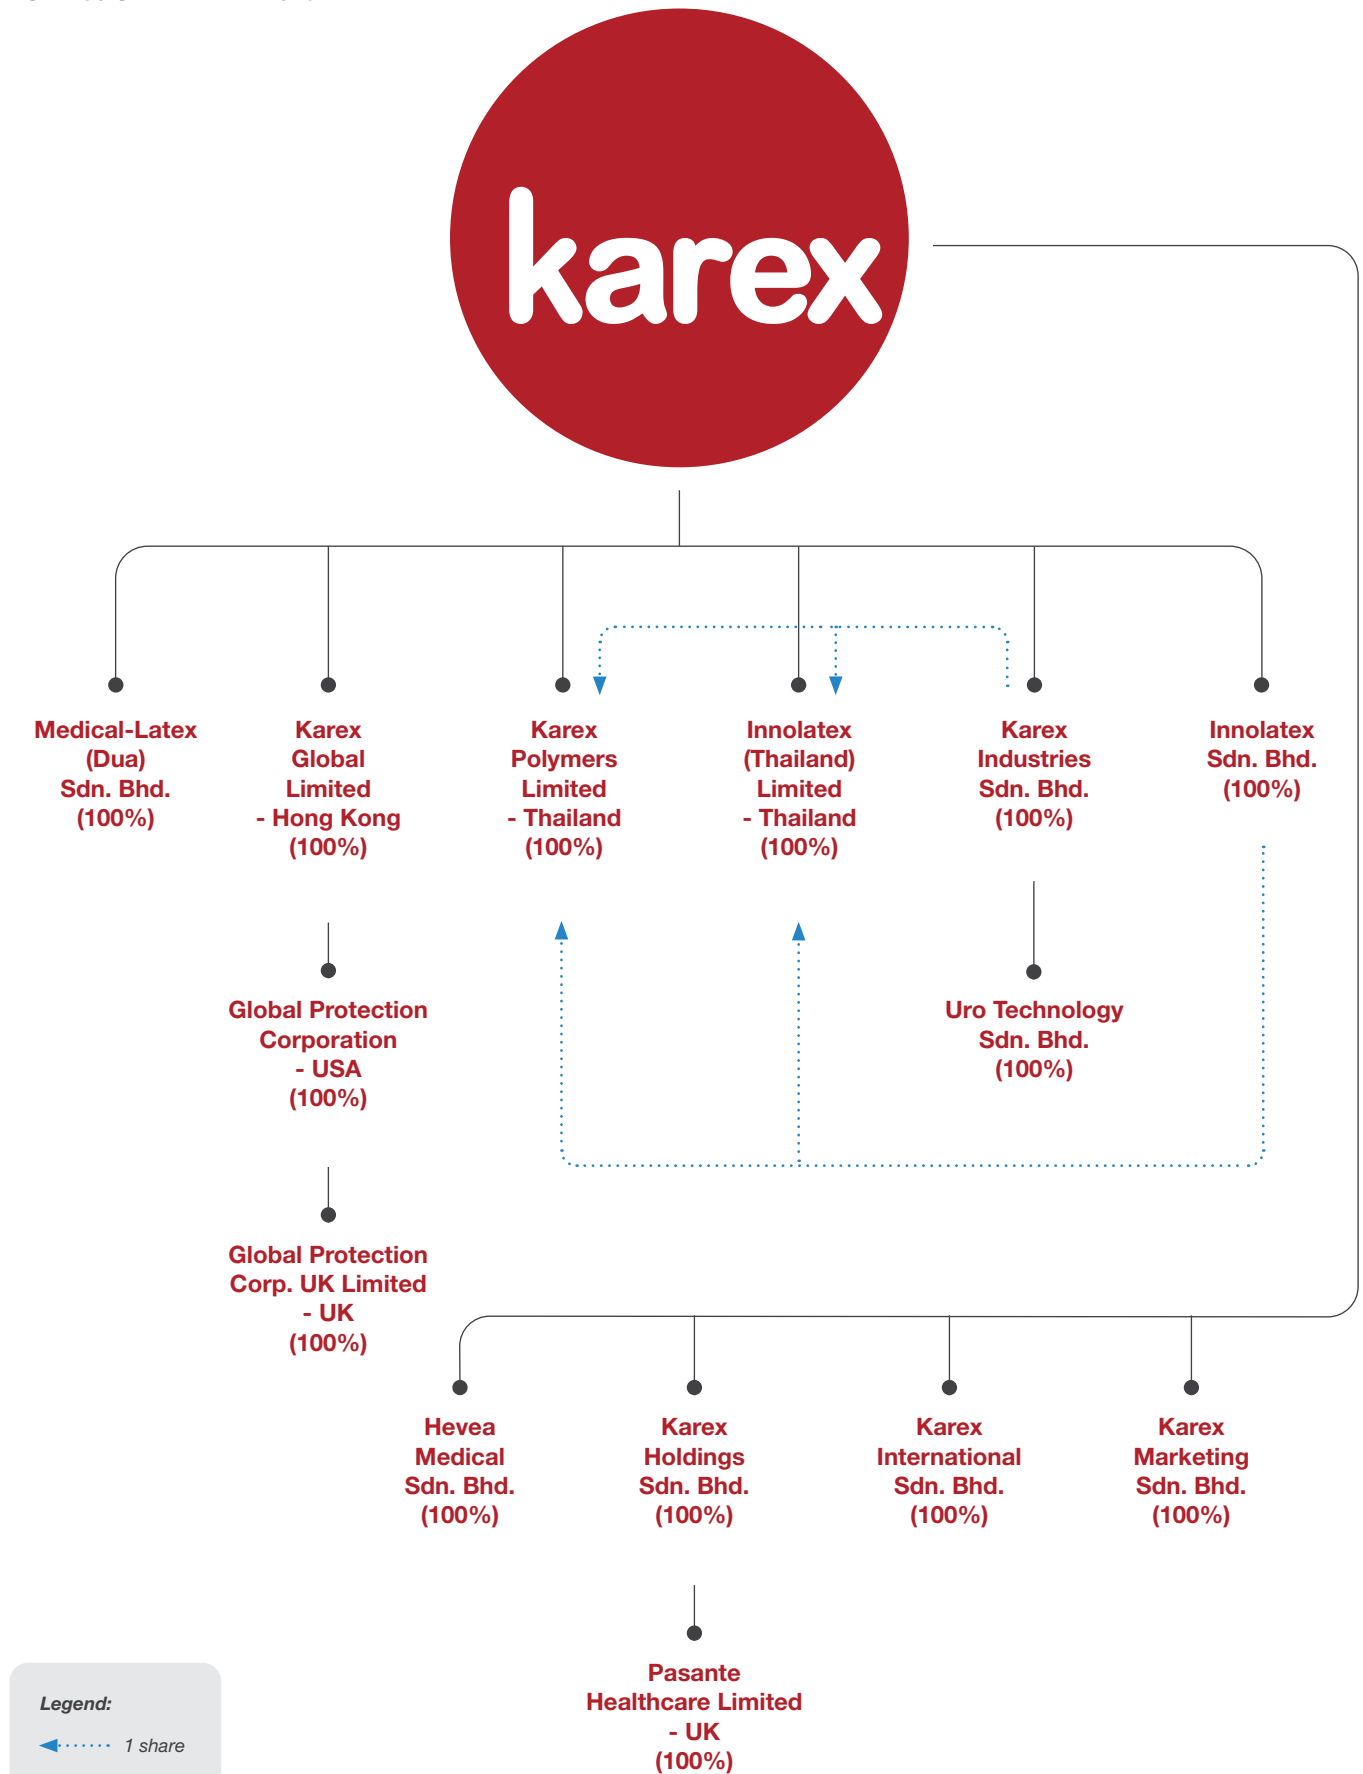 karex
Medical-Latex
(Dua)
Sdn. Bhd.
(100%)
Karex
Global
Limited
- Hong Kong
(100%)
Karex
Polymers
Limited
- Thailand
(100%)
Innolatex
(Thailand)
Limited
- Thailand
(100%)
Karex
Industries
Sdn. Bhd.
(100%)
Innolatex
Sdn. Bhd.
(100%)
Global Protection
Corporation
- USA
(100%)
Uro Technology
Sdn. Bhd.
(100%)
Global Protection
Corp. UK Limited
- UK
(100%)
Hevea
Medical
Sdn. Bhd.
(100%)
Karex
Holdings
Sdn. Bhd.
(100%)
Karex
International
Sdn. Bhd.
(100%)
Karex
Marketing
Sdn. Bhd.
(100%)
Pasante
Healthcare Limited
- UK
(100%)
Legend:
1 share